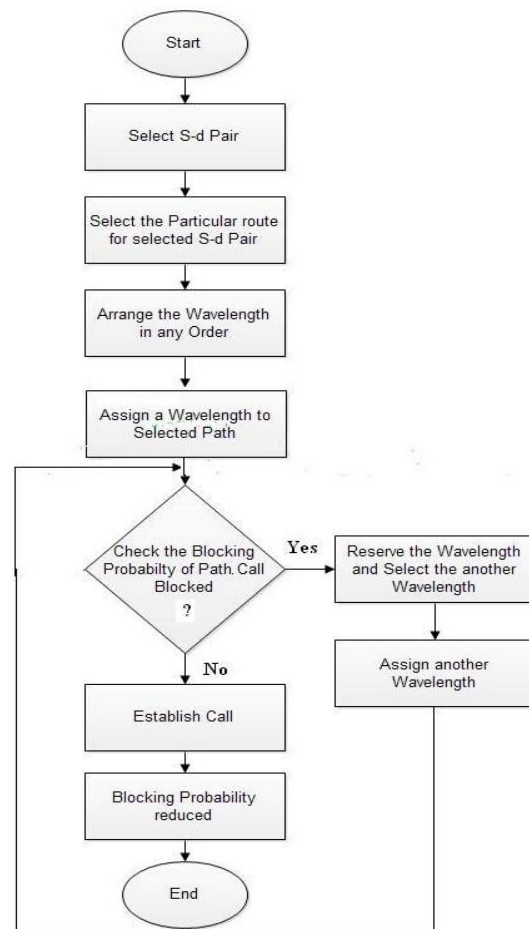 Start
Select S-d Pair
Select the Particular route
for selected S-d Pair
Arrange the Wavelength
in any Order
Assign a Wavelength to
Selected Path
Check the Blocking
Probabilty of Path. Call
Blocked
?
Yes
Reserve the Wavelength
and Select the another
Wavelength
Assign another
Wavelength
No
Establish Call
Blocking Probability
reduced
End